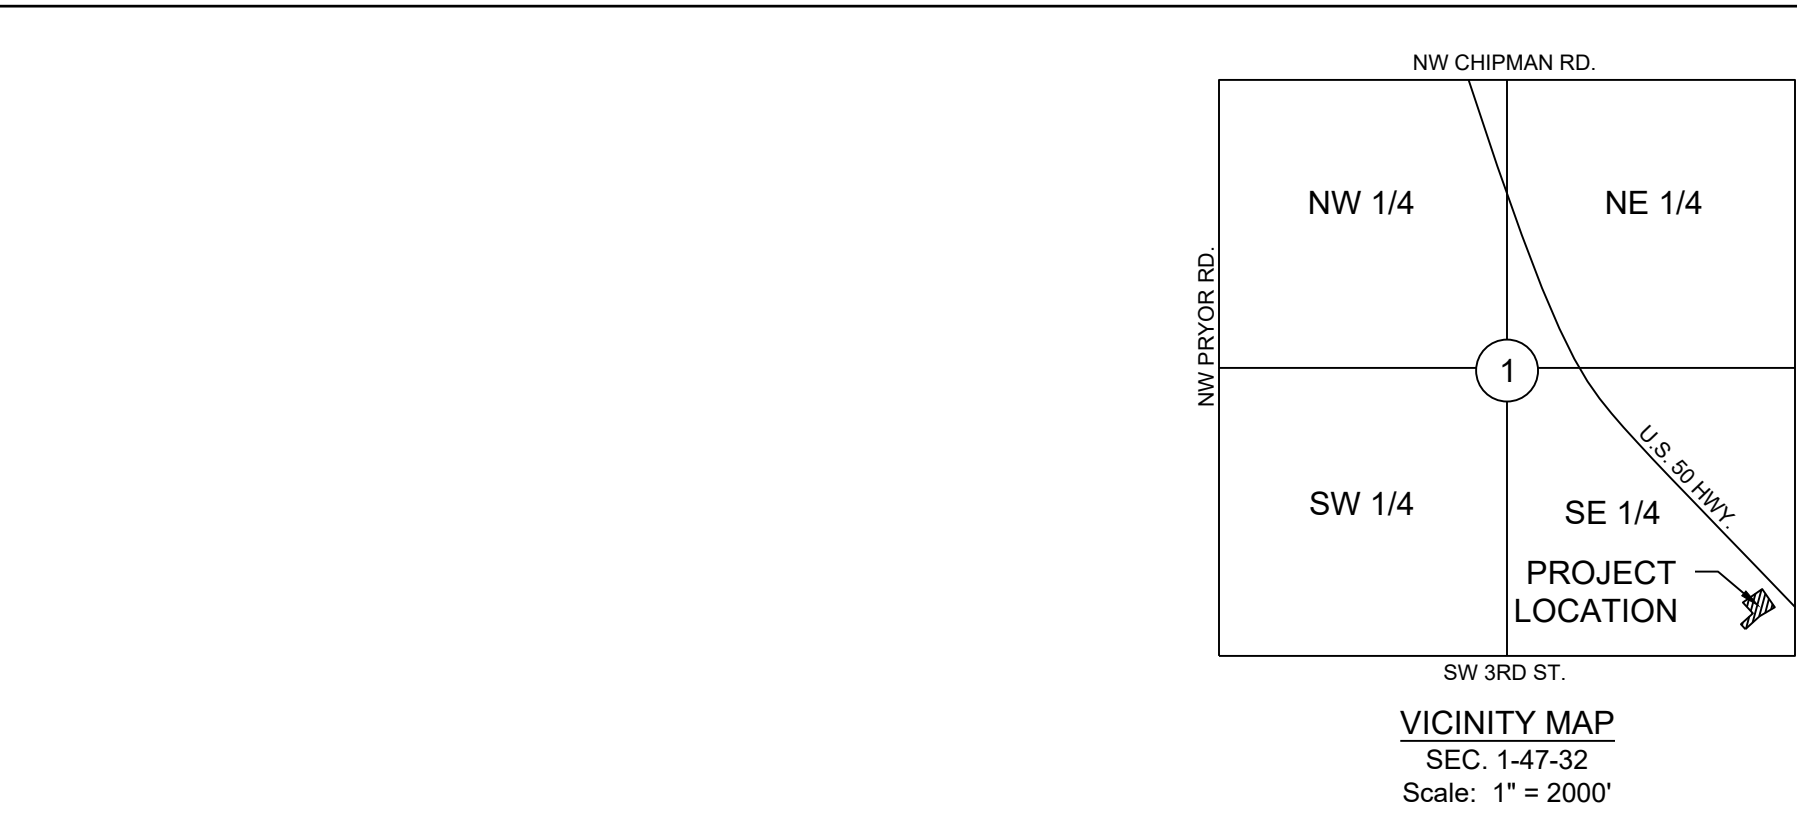 NW CHIPMAN RD.
NW 1/4
NE 1/4
NW PRYOR RD.
1
U.S. 50 HWY.
SW 1/4
SE 1/4
PROJECT
LOCATION
SW 3RD ST.
VICINITY MAP
SEC. 1-47-32
Scale: 1" = 2000'